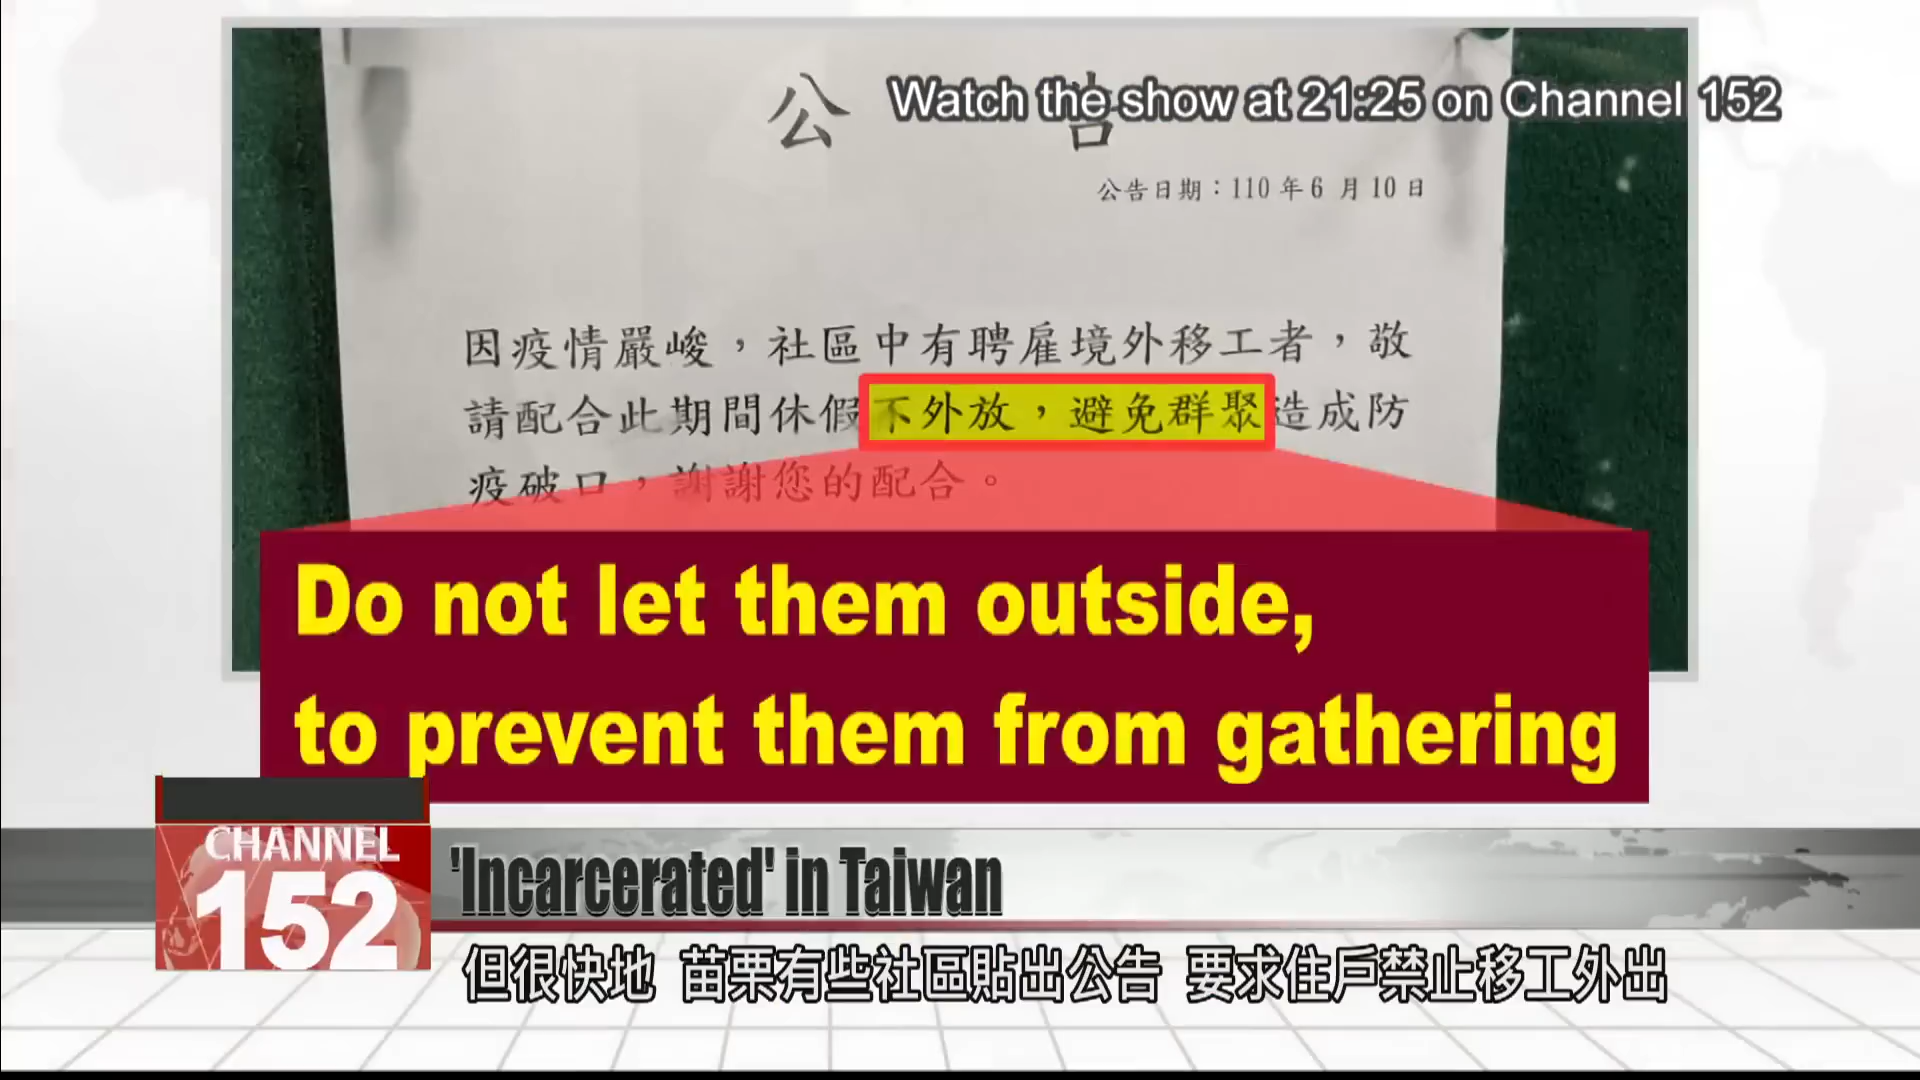 公告
Watch the show at 21:25 on Channel 152
公告日期：110年6月10日
因疫情嚴峻，社區中有聘雇境外移工者，敬
請配合此期間休假不外放，避免群聚造成防
疫破口，謝謝您的配合。
Do not let them outside,
to prevent them from gathering
CHANNEL
152
'Incarcerated' in Taiwan
但很快地 苗栗有些社區貼出公告 要求住戶禁止移工外出